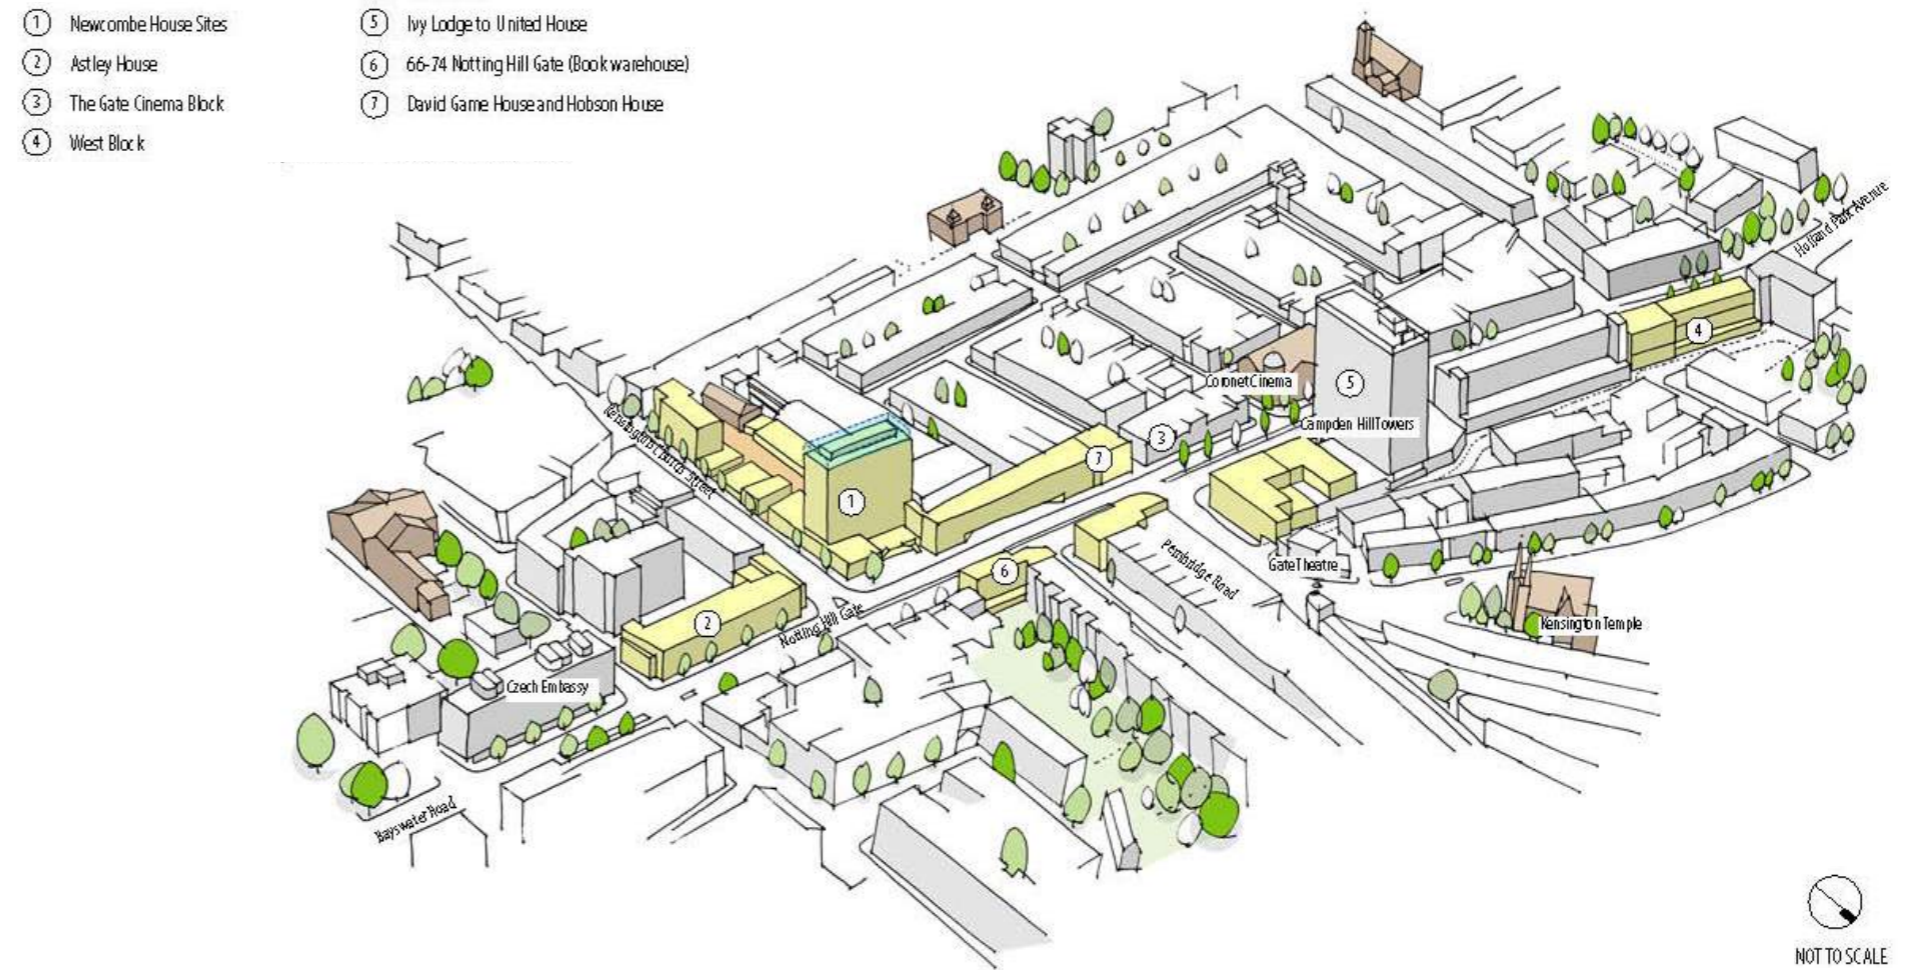 1 Newcombe House Sites
2 Astley House
3 The Gate Cinema Block
4 West Block
5 Ivy Lodge to United House
6 66-74 Notting Hill Gate (Book warehouse)
7 David Game House and Hobson House
Holland Park Avenue
4
Coronet Cinema
5
Campden Hill Towers
Kensington Church Street
3
7
1
Pembridge Road
Gate Theatre
6
2
Notting Hill Gate
Kensington Temple
Czech Embassy
Bayswater Road
NOT TO SCALE